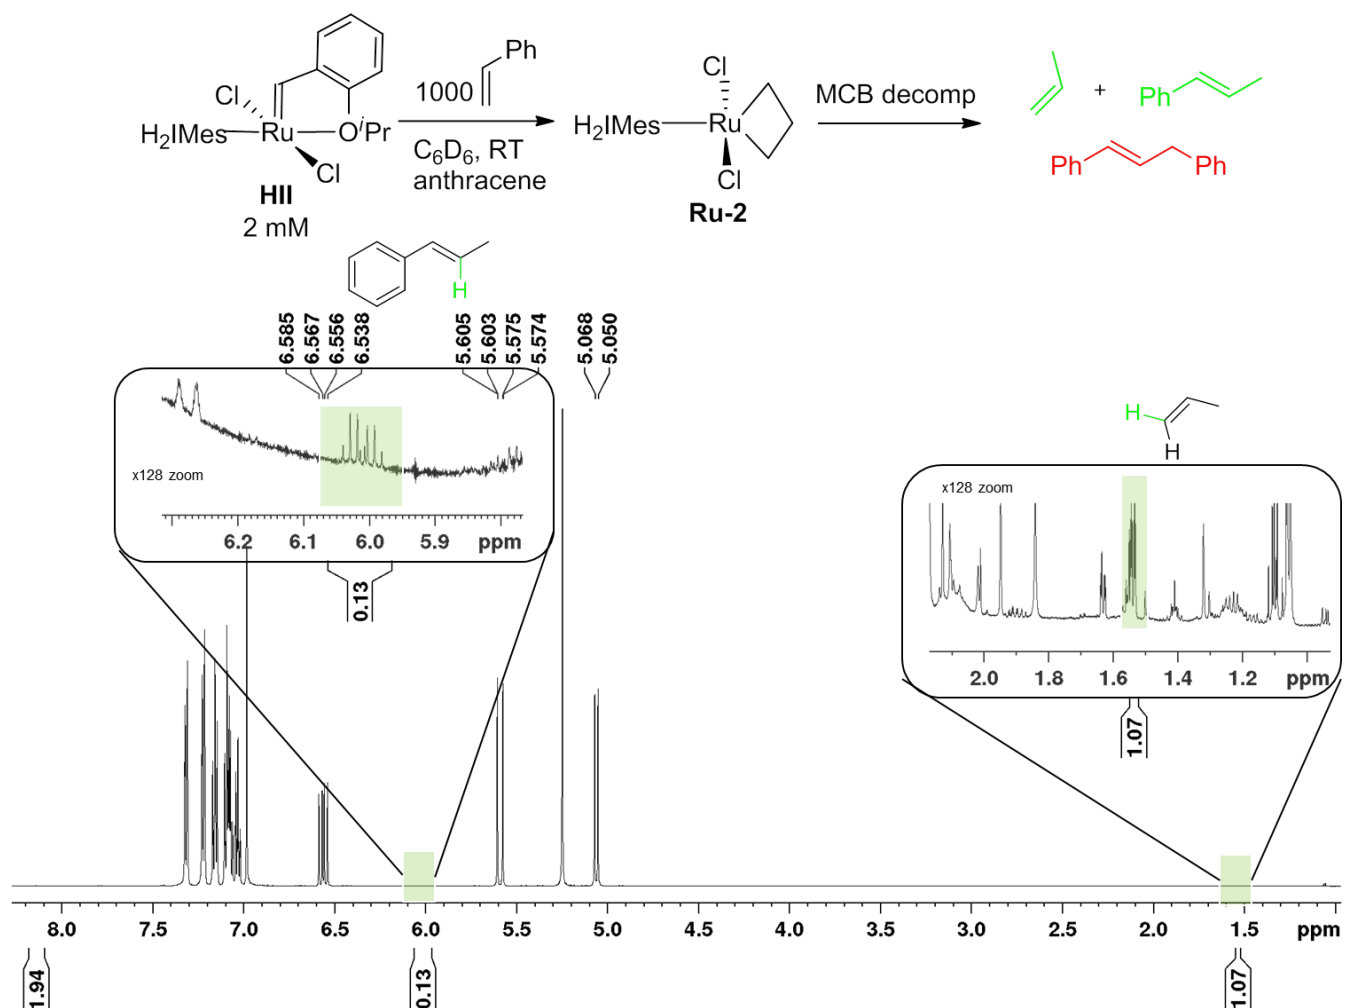 Cl
H₂IMes
Ru
OⁱPr
Cl
HII
2 mM
1000
Ph
C₆D₆, RT
anthracene
Cl
H₂IMes
Ru
Cl
Ru-2
MCB decomp
+
Ph
Ph
Ph
H
6.585
6.567
6.556
6.538
5.605
5.603
5.575
5.574
5.068
5.050
x128 zoom
6.2 6.1 6.0 5.9 ppm
0.13
H
H
x128 zoom
2.0 1.8 1.6 1.4 1.2 ppm
1.07
8.0 7.5 7.0 6.5 6.0 5.5 5.0 4.5 4.0 3.5 3.0 2.5 2.0 1.5 ppm
1.94
0.13
1.07